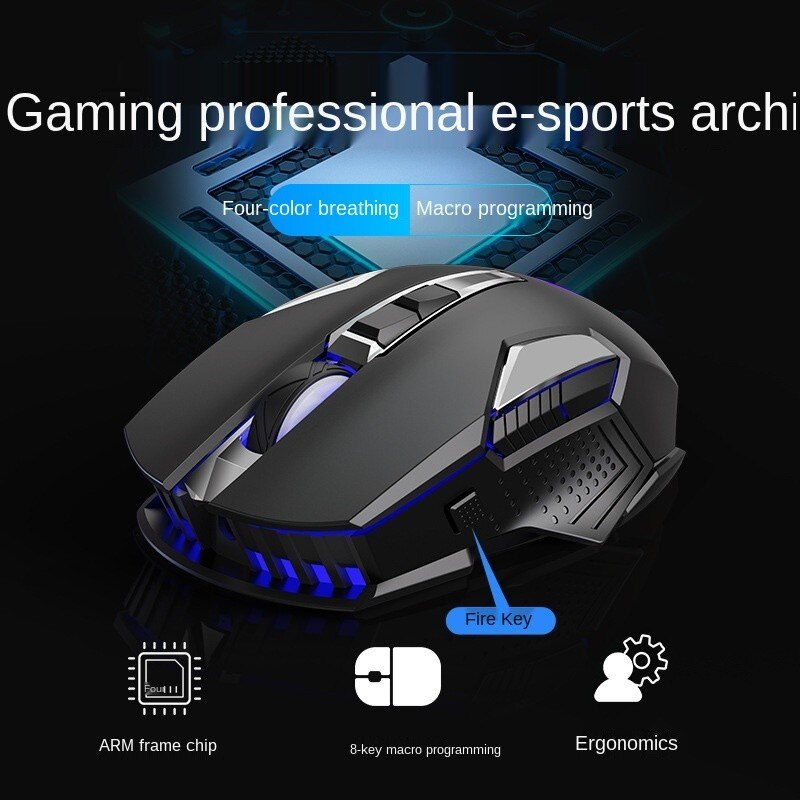 Gaming professional e-sports archi
Four-color breathing Macro programming
Fire Key
Four
ARM frame chip
8-key macro programming
Ergonomics